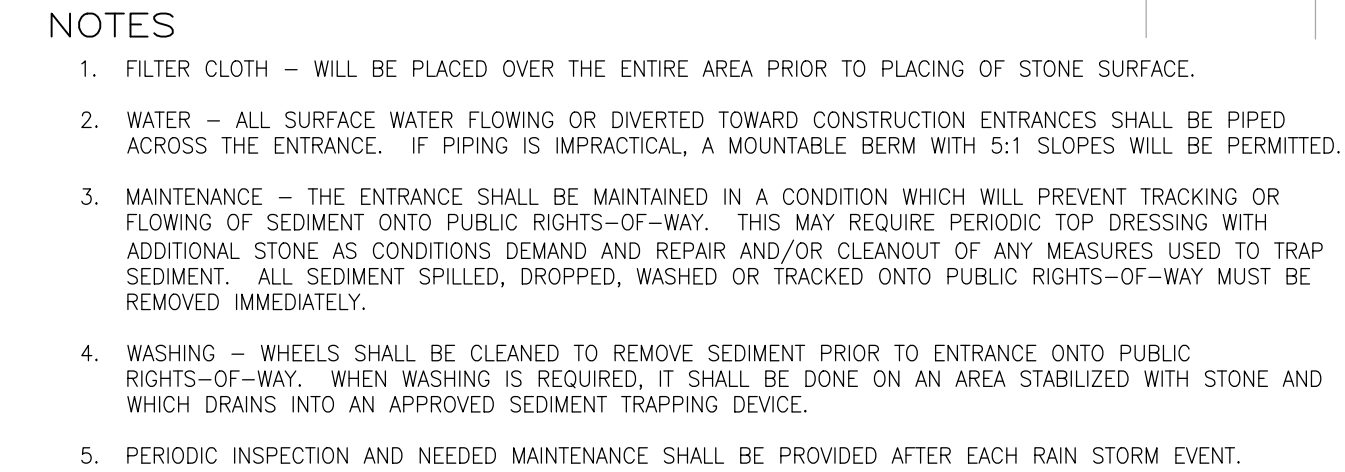 NOTES
1. FILTER CLOTH – WILL BE PLACED OVER THE ENTIRE AREA PRIOR TO PLACING OF STONE SURFACE.
2. WATER – ALL SURFACE WATER FLOWING OR DIVERTED TOWARD CONSTRUCTION ENTRANCES SHALL BE PIPED
ACROSS THE ENTRANCE. IF PIPING IS IMPRACTICAL, A MOUNTABLE BERM WITH 5:1 SLOPES WILL BE PERMITTED.
3. MAINTENANCE – THE ENTRANCE SHALL BE MAINTAINED IN A CONDITION WHICH WILL PREVENT TRACKING OR
FLOWING OF SEDIMENT ONTO PUBLIC RIGHTS–OF–WAY. THIS MAY REQUIRE PERIODIC TOP DRESSING WITH
ADDITIONAL STONE AS CONDITIONS DEMAND AND REPAIR AND/OR CLEANOUT OF ANY MEASURES USED TO TRAP
SEDIMENT. ALL SEDIMENT SPILLED, DROPPED, WASHED OR TRACKED ONTO PUBLIC RIGHTS–OF–WAY MUST BE
REMOVED IMMEDIATELY.
4. WASHING – WHEELS SHALL BE CLEANED TO REMOVE SEDIMENT PRIOR TO ENTRANCE ONTO PUBLIC
RIGHTS–OF–WAY. WHEN WASHING IS REQUIRED, IT SHALL BE DONE ON AN AREA STABILIZED WITH STONE AND
WHICH DRAINS INTO AN APPROVED SEDIMENT TRAPPING DEVICE.
5. PERIODIC INSPECTION AND NEEDED MAINTENANCE SHALL BE PROVIDED AFTER EACH RAIN STORM EVENT.